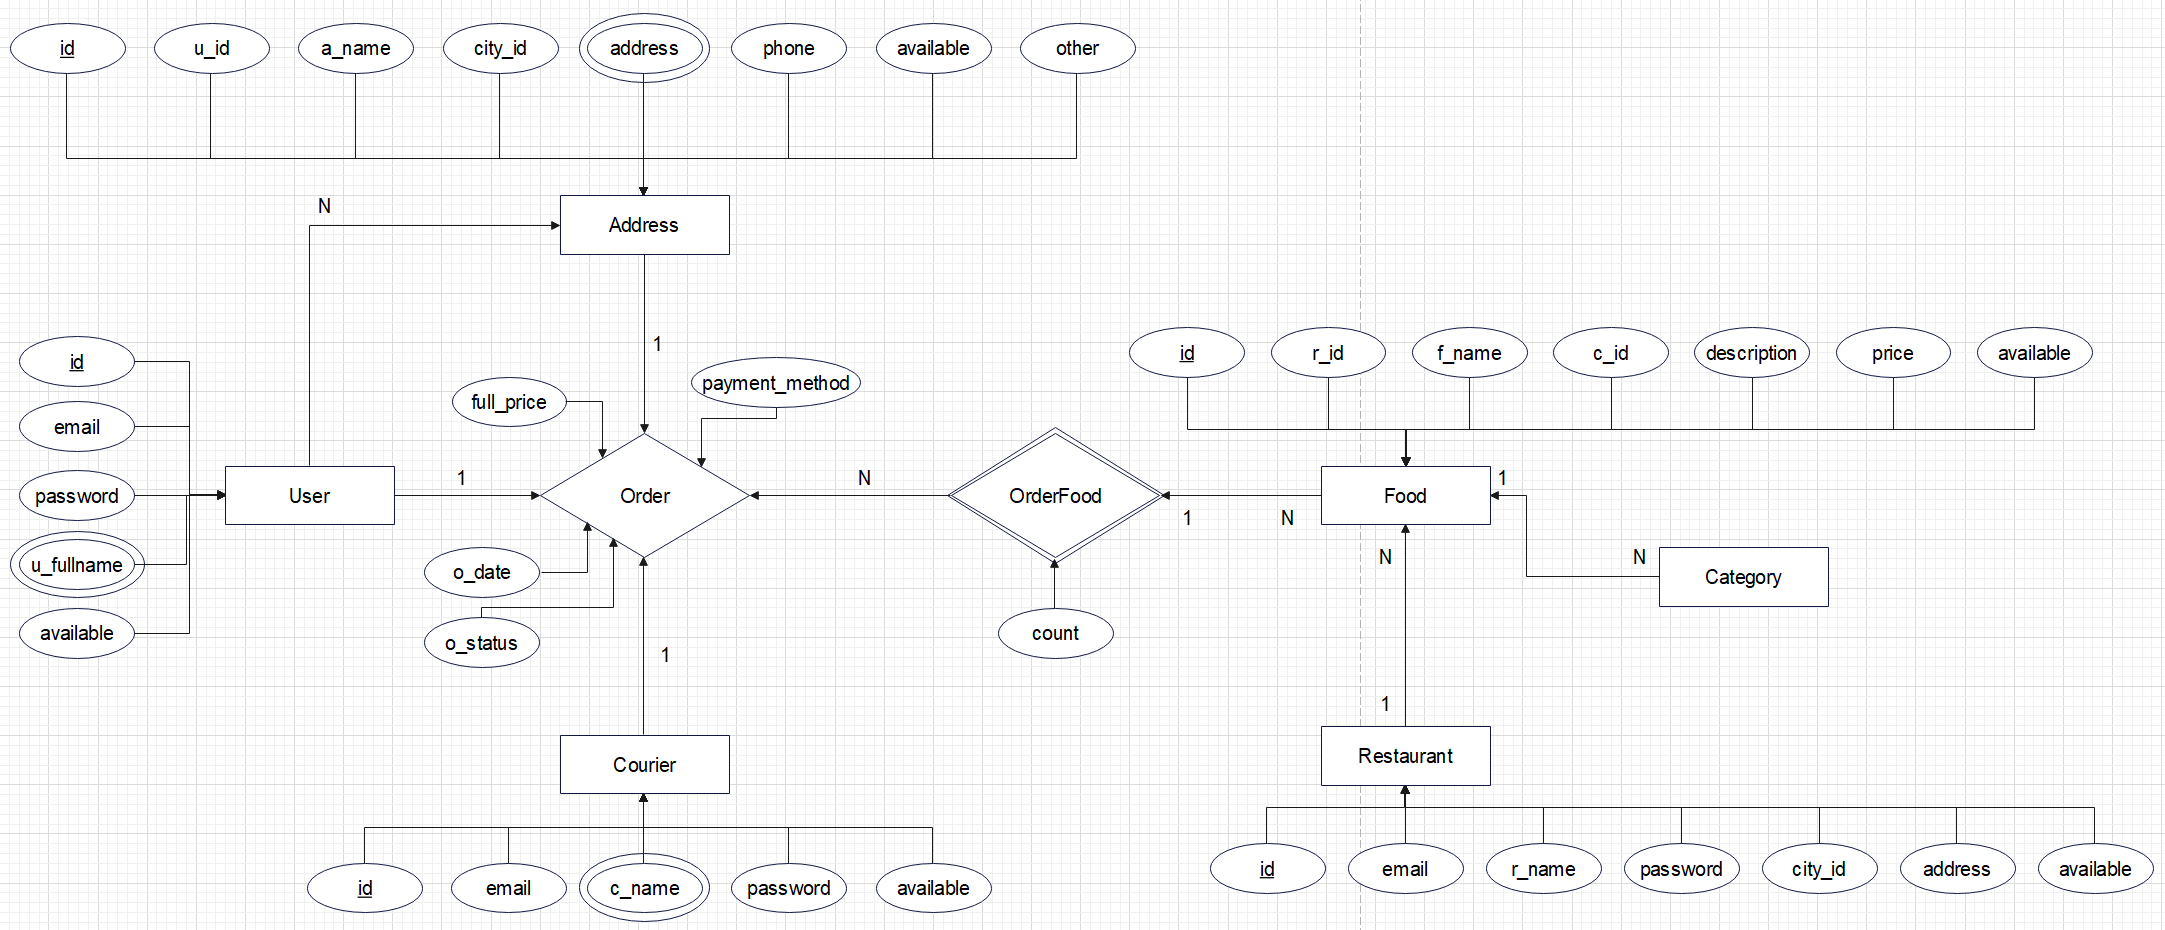 id
u_id
a_name
city_id
address
phone
available
other
N
Address
1
id
email
password
u_fullname
available
User
1
full_price
payment_method
Order
o_date
o_status
N
OrderFood
count
1
N
id
r_id
f_name
c_id
description
price
available
Food
1
N
N
Category
1
1
Restaurant
Courier
id
email
c_name
password
available
id
email
r_name
password
city_id
address
available